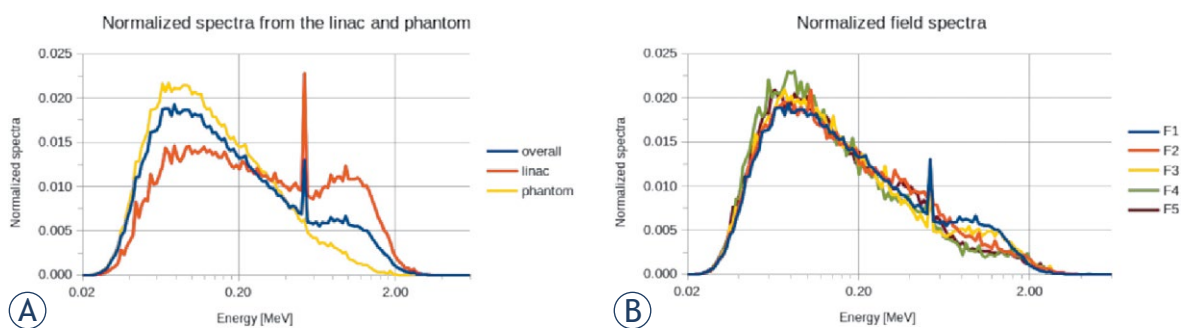 Normalized spectra from the linac and phantom
0.025
0.020
0.015
0.010
0.005
0.000
Normalized spectra
0.02
0.20
2.00
Energy [MeV]
overall
linac
phantom
A
Normalized field spectra
0.025
0.020
0.015
0.010
0.005
0.000
Normalized spectra
0.02
0.20
2.00
Energy [MeV]
F1
F2
F3
F4
F5
B